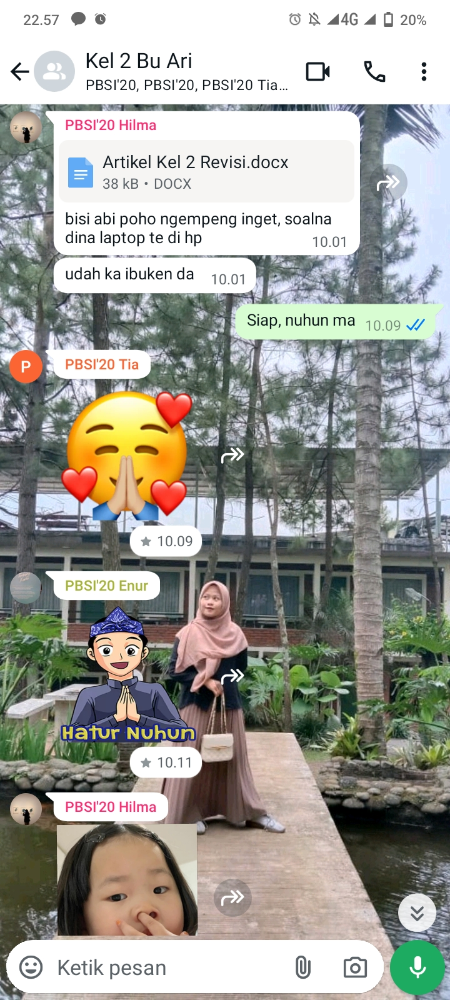 22.57
4G
20%
Kel 2 Bu Ari
PBSI'20, PBSI'20, PBSI'20 Tia...
PBSI'20 Hilma
Artikel Kel 2 Revisi.docx
38 kB • DOCX
bisi abi poho ngempeng inget, soalna
dina laptop te di hp
10.01
udah ka ibuken da 10.01
Siap, nuhun ma 10.09
P
PBSI'20 Tia
10.09
PBSI'20 Enur
Hatur Nuhun
10.11
PBSI'20 Hilma
Ketik pesan